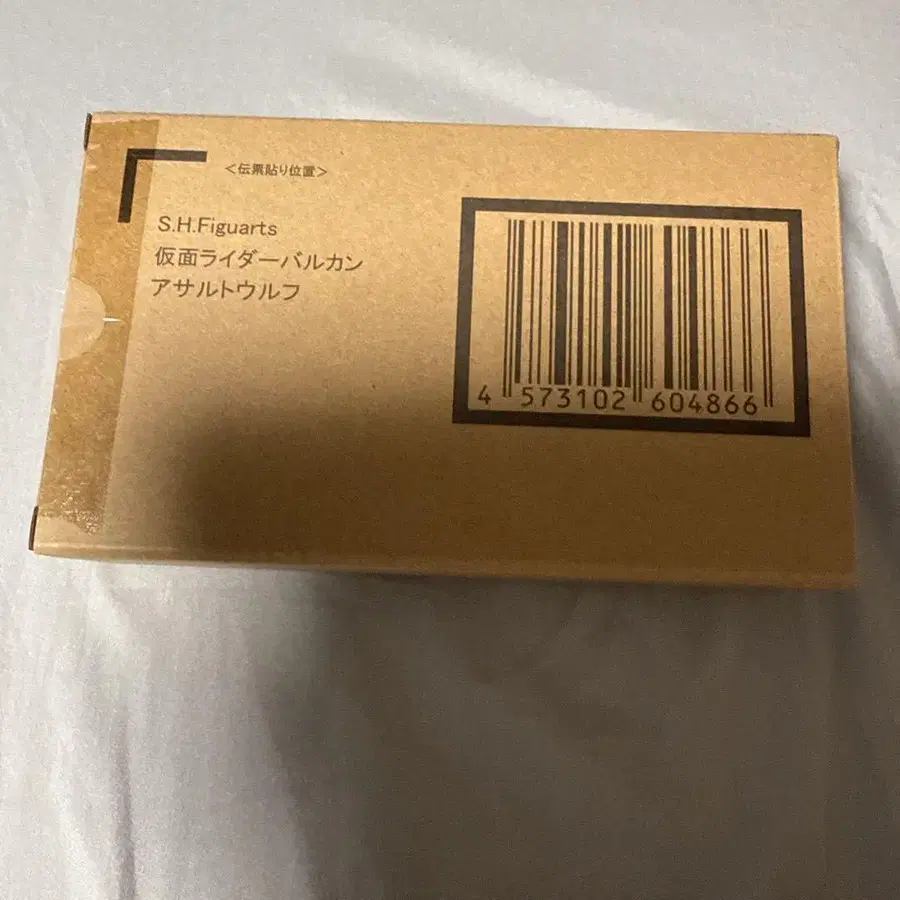 <伝票貼り位置>
S.H.Figuarts
仮面ライダーバルカン
アサルトウルフ
4 573102 604866